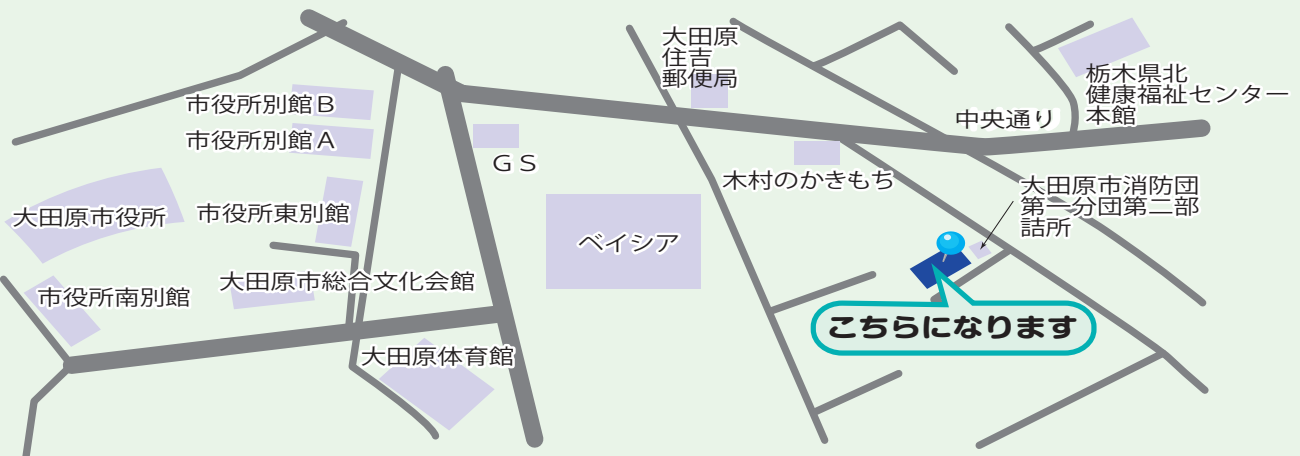 大田原
住吉
郵便局
栃木県北
健康福祉センター
本館
市役所別館B
中央通り
市役所別館A
GS
木村のかきもち
大田原市消防団
第一分団第二部
詰所
大田原市役所
市役所東別館
ベイシア
大田原市総合文化会館
市役所南別館
こちらになります
大田原体育館